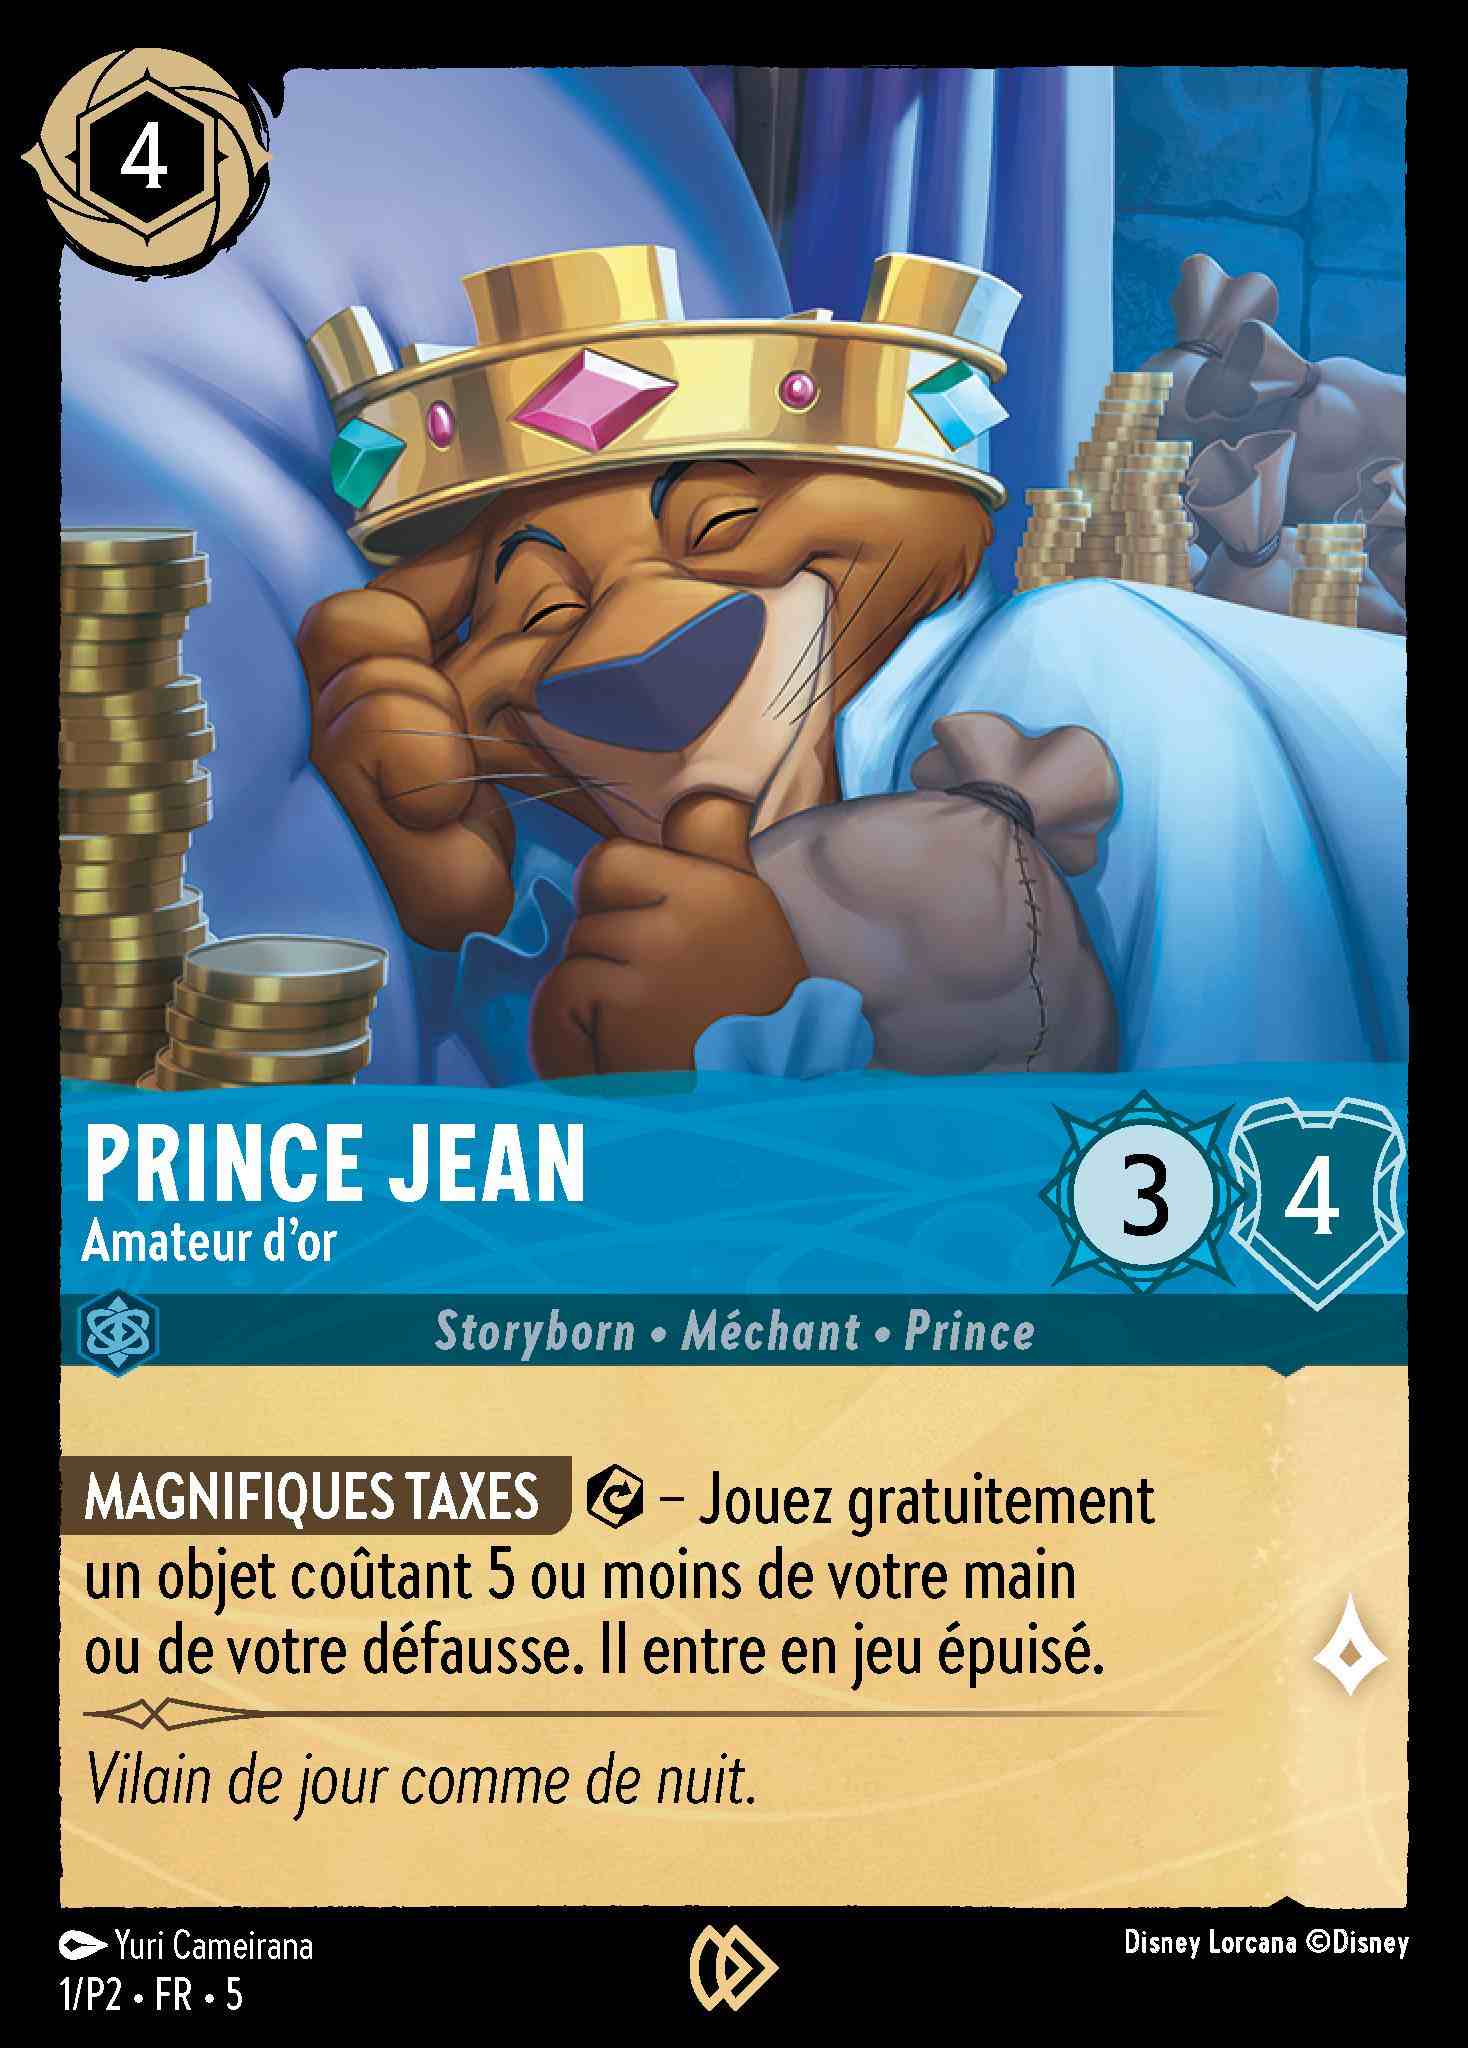 4
PRINCE JEAN
Amateur d’or
3
4
Storyborn • Méchant • Prince
MAGNIFIQUES TAXES – Jouez gratuitement
un objet coûtant 5 ou moins de votre main
ou de votre défausse. Il entre en jeu épuisé.
Vilain de jour comme de nuit.
Yuri Cameirana
Disney Lorcana ©Disney
1/P2 • FR • 5